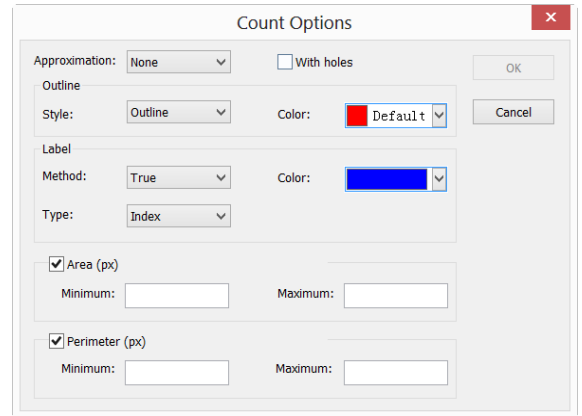 Count Options
Approximation: None With holes OK
Outline
Style: Outline Color: Default Cancel
Label
Method: True Color:
Type: Index
Area (px)
Minimum: Maximum:
Perimeter (px)
Minimum: Maximum: